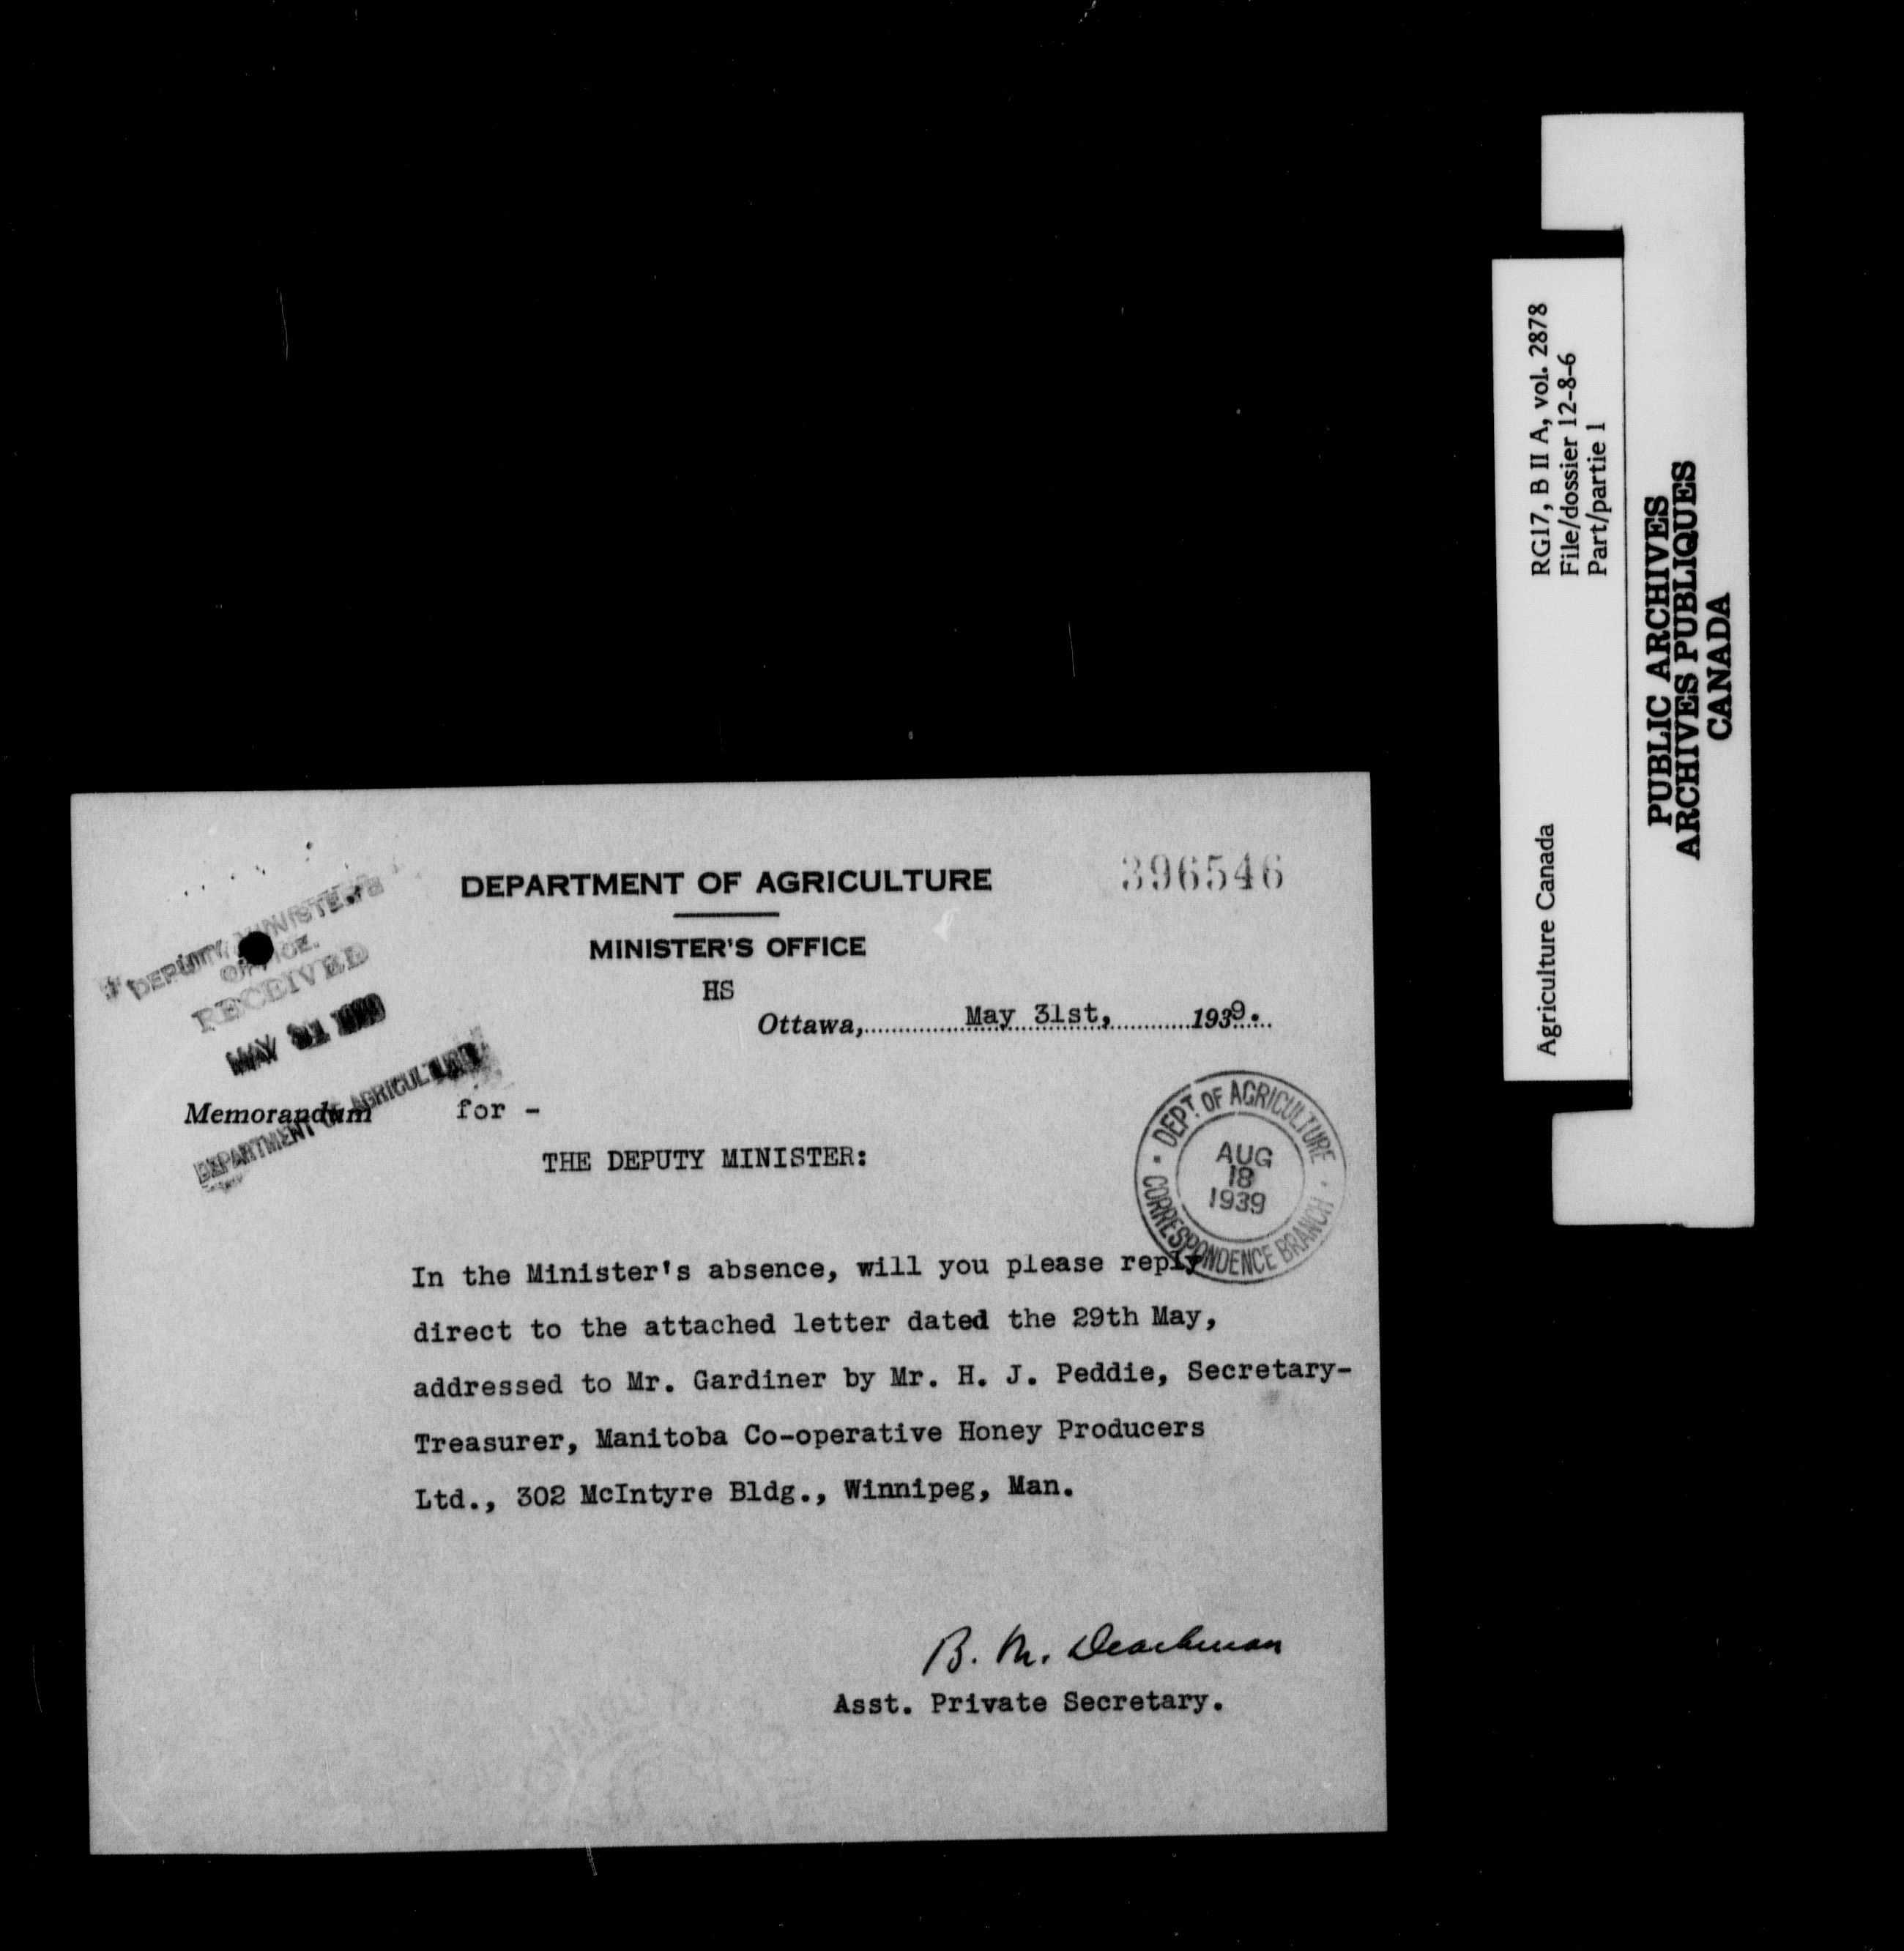 DEPARTMENT OF AGRICULTURE
396546
MINISTER'S OFFICE
HS
Ottawa, May 31st, 1939.
DEPUTY MINISTER'S
OFFICE.
RECEIVED
MAY 31 1939
DEPARTMENT OF AGRICULTURE
Memorandum for -
THE DEPUTY MINISTER:
DEPT. OF AGRICULTURE
AUG
18
1939
CORRESPONDENCE BRANCH
In the Minister's absence, will you please reply
direct to the attached letter dated the 29th May,
addressed to Mr. Gardiner by Mr. H. J. Peddie, Secretary-
Treasurer, Manitoba Co-operative Honey Producers
Ltd., 302 McIntyre Bldg., Winnipeg, Man.
B. M. Deachman
Asst. Private Secretary.
Agriculture Canada
RG17, B II A, vol. 2878
File/dossier 12-8-6
Part/partie 1
PUBLIC ARCHIVES
ARCHIVES PUBLIQUES
CANADA